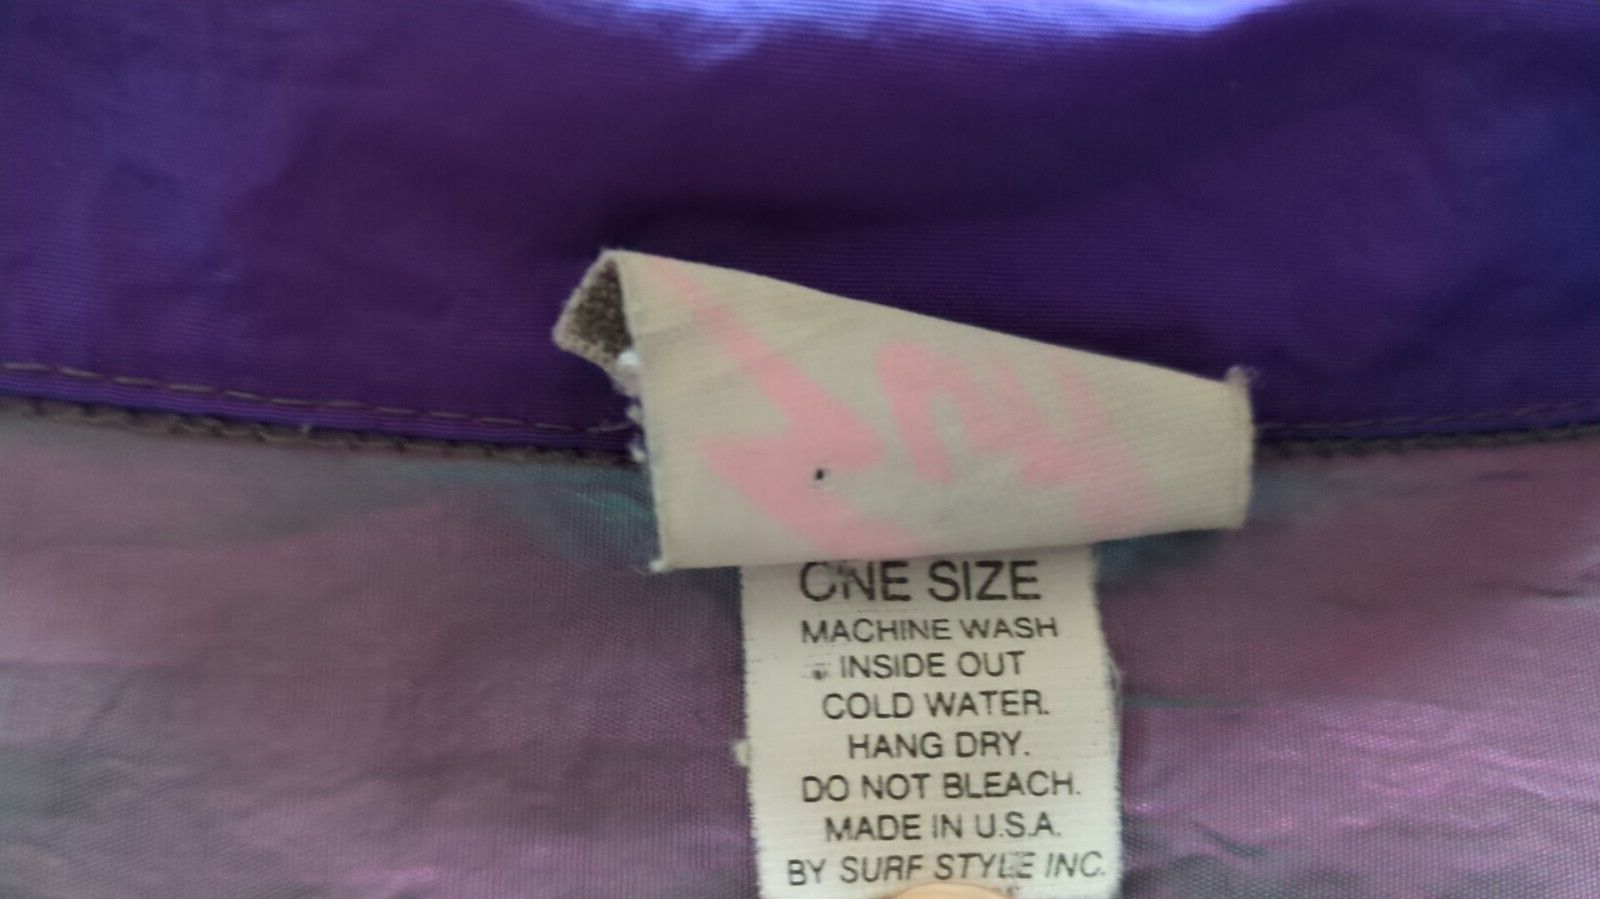 ONE SIZE
MACHINE WASH
INSIDE OUT
COLD WATER.
HANG DRY.
DO NOT BLEACH.
MADE IN U.S.A.
BY SURF STYLE INC.